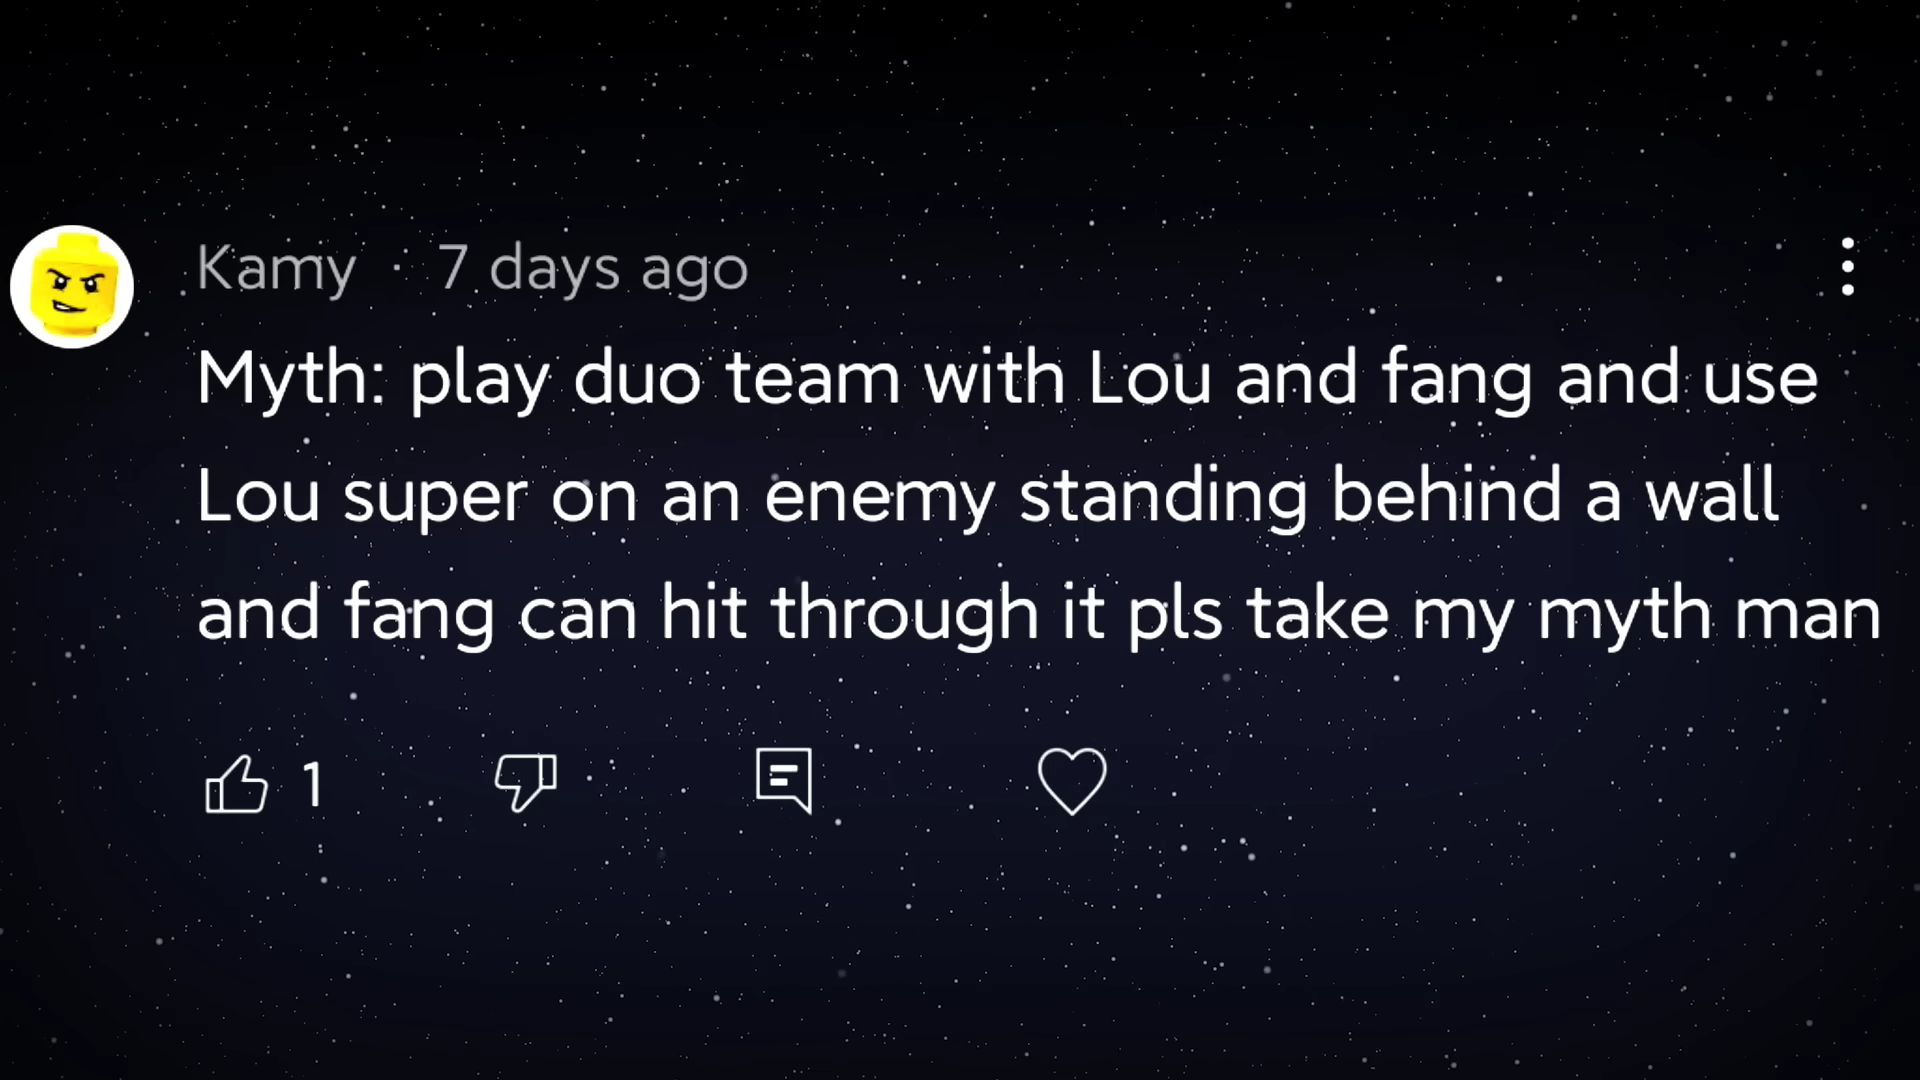 Kamy · 7 days ago
Myth: play duo team with Lou and fang and use
Lou super on an enemy standing behind a wall
and fang can hit through it pls take my myth man
1